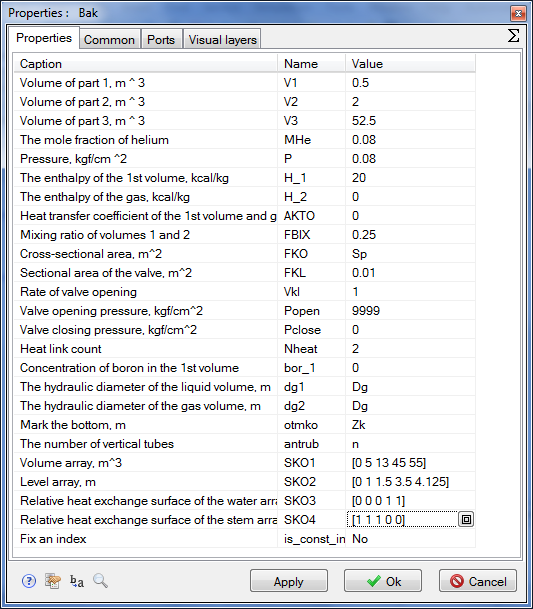 Properties : Bak
Properties Common Ports Visual layers Σ
Caption Name Value
Volume of part 1, m ^ 3 V1 0.5
Volume of part 2, m ^ 3 V2 2
Volume of part 3, m ^ 3 V3 52.5
The mole fraction of helium MHe 0.08
Pressure, kgf/cm ^2 P 0.08
The enthalpy of the 1st volume, kcal/kg H_1 20
The enthalpy of the gas, kcal/kg H_2 0
Heat transfer coefficient of the 1st volume and g AKTO 0
Mixing ratio of volumes 1 and 2 FBIX 0.25
Cross-sectional area, m^2 FKO Sp
Sectional area of the valve, m^2 FKL 0.01
Rate of valve opening Vkl 1
Valve opening pressure, kgf/cm^2 Popen 9999
Valve closing pressure, kgf/cm^2 Pclose 0
Heat link count Nheat 2
Concentration of boron in the 1st volume bor_1 0
The hydraulic diameter of the liquid volume, m dg1 Dg
The hydraulic diameter of the gas volume, m dg2 Dg
Mark the bottom, m otmko Zk
The number of vertical tubes antrub n
Volume array, m^3 SKO1 [0 5 13 45 55]
Level array, m SKO2 [0 1 1.5 3.5 4.125]
Relative heat exchange surface of the water arra SKO3 [0 0 0 1 1]
Relative heat exchange surface of the stem arra SKO4 [1 1 1 0 0]
Fix an index is_const_in No
Apply Ok Cancel